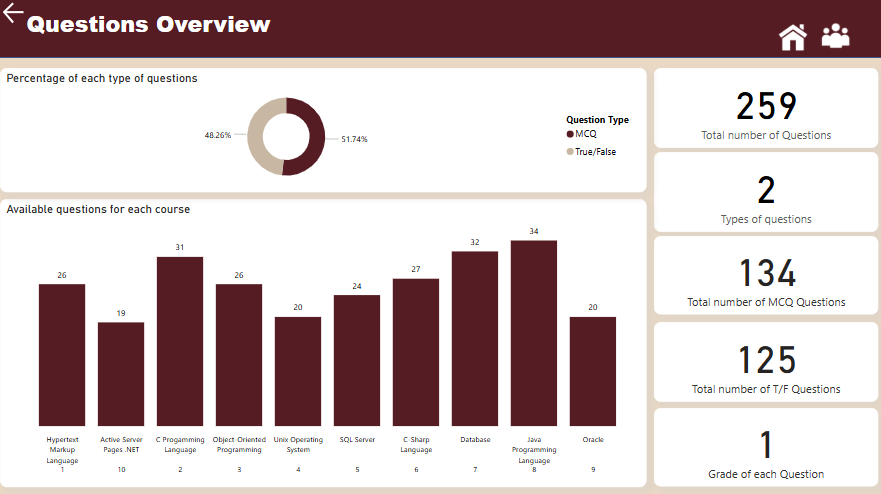 Questions Overview
Percentage of each type of questions
48.26%
51.74%
Question Type
MCQ
True/False
Available questions for each course
26
19
31
26
20
24
27
32
34
20
Hypertext
Markup
Language
1
Active Server
Pages .NET
10
C Progamming
Language
2
Object-Oriented
Programming
3
Unix Operating
System
4
SQL Server
5
C-Sharp
Language
6
Database
7
Java
Programming
Language
8
Oracle
9
259
Total number of Questions
2
Types of questions
134
Total number of MCQ Questions
125
Total number of T/F Questions
1
Grade of each Question